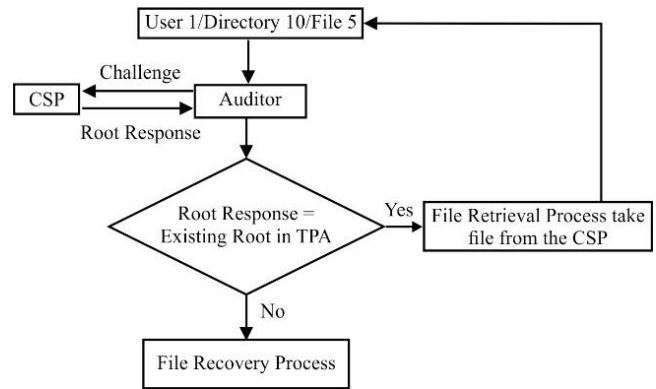 User 1/Directory 10/File 5
Challenge
CSP
Auditor
Root Response
Root Response =
Existing Root in TPA
Yes
File Retrieval Process take
file from the CSP
No
File Recovery Process